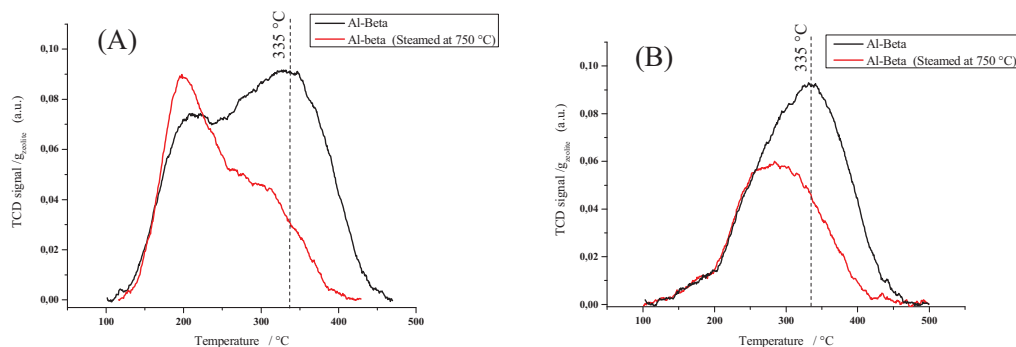 (A)
335 °C
Al-Beta
Al-beta (Steamed at 750 °C)
TCD signal /g zeolite (a.u.)
0,10
0,08
0,06
0,04
0,02
0,00
100
200
300
400
500
Temperature / °C
(B)
335 °C
Al-Beta
Al-Beta (Steamed at 750 °C)
TCD signal /g zeolite (a.u.)
0,10
0,08
0,06
0,04
0,02
0,00
100
200
300
400
500
Temperature / °C